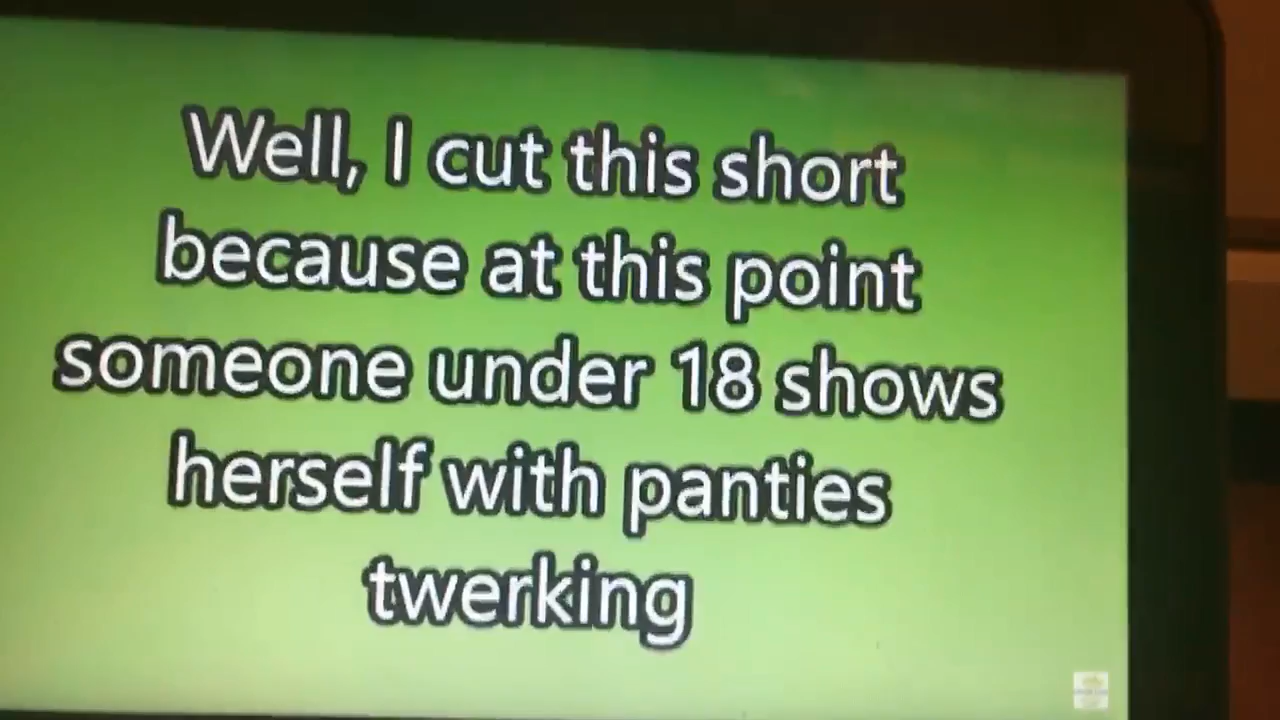 Well, I cut this short
because at this point
someone under 18 shows
herself with panties
twerking